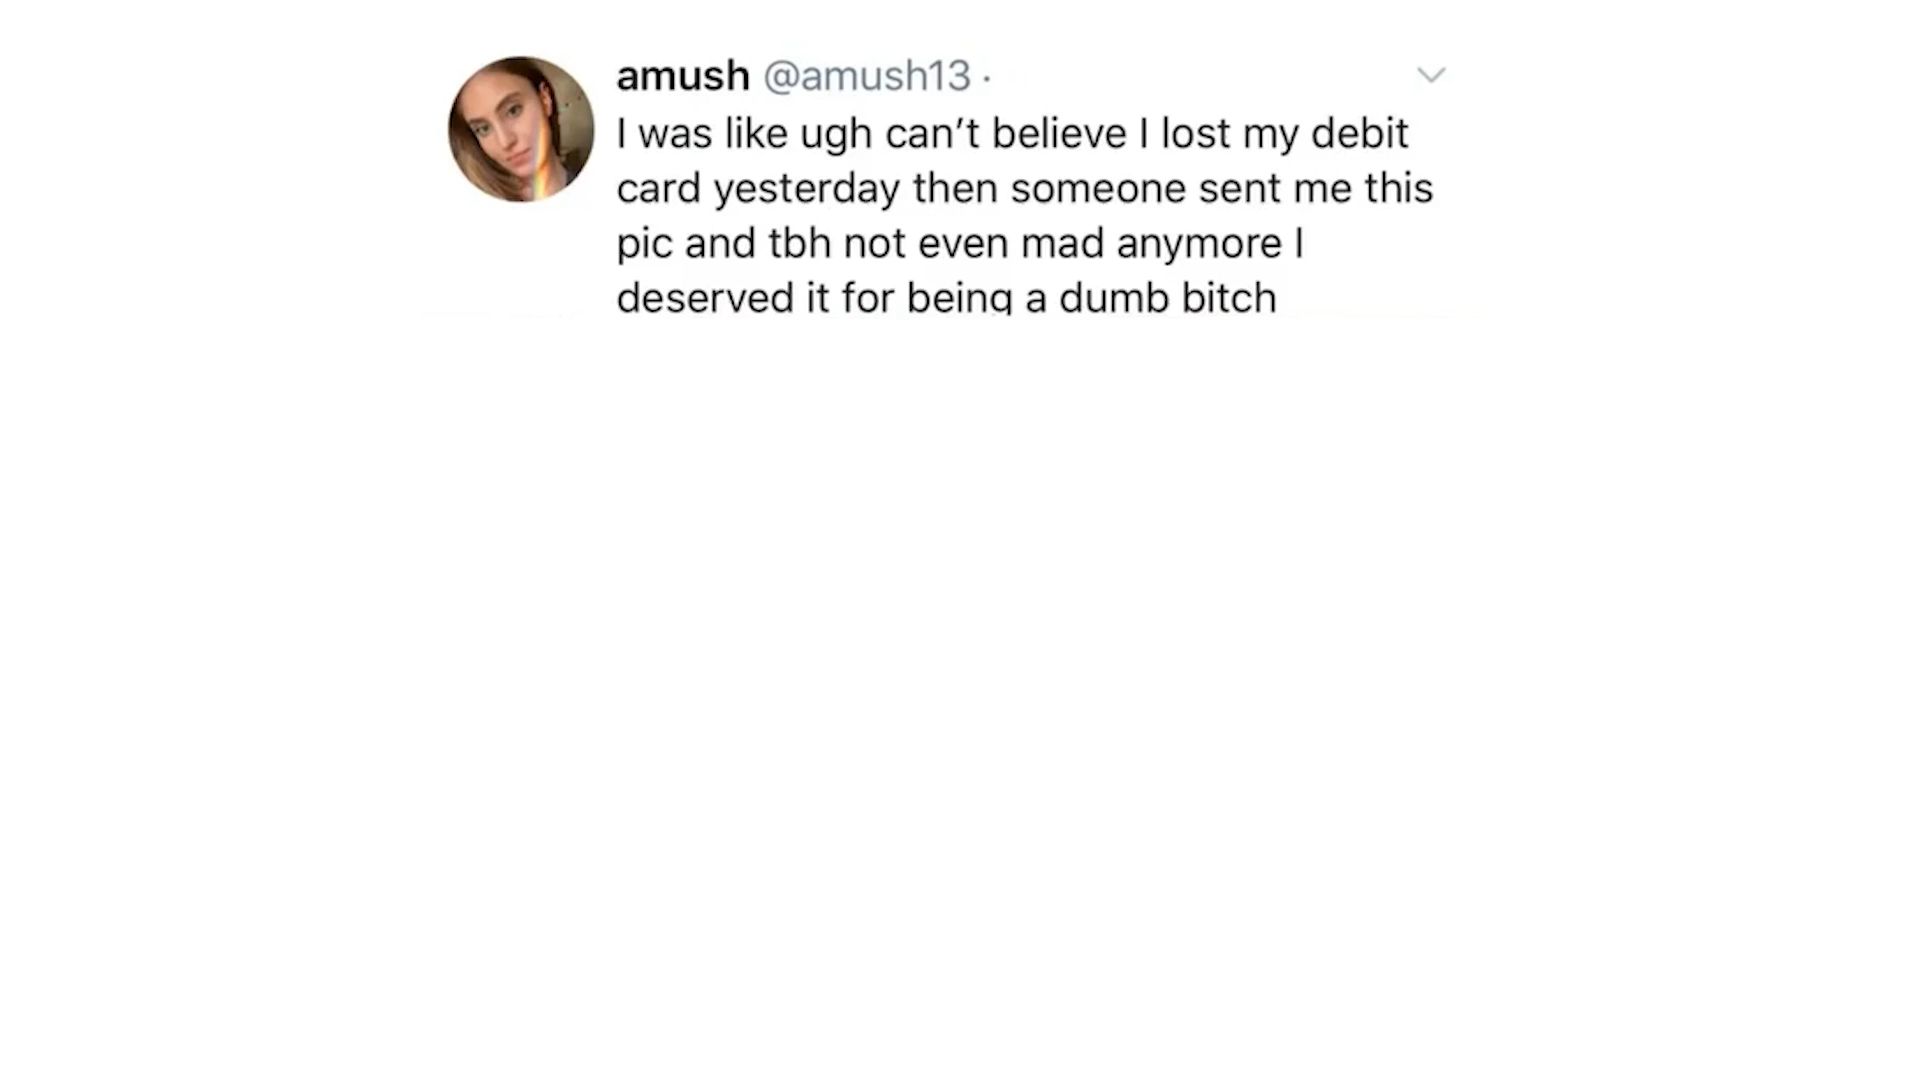 amush @amush13 ·
I was like ugh can’t believe I lost my debit
card yesterday then someone sent me this
pic and tbh not even mad anymore I
deserved it for being a dumb bitch